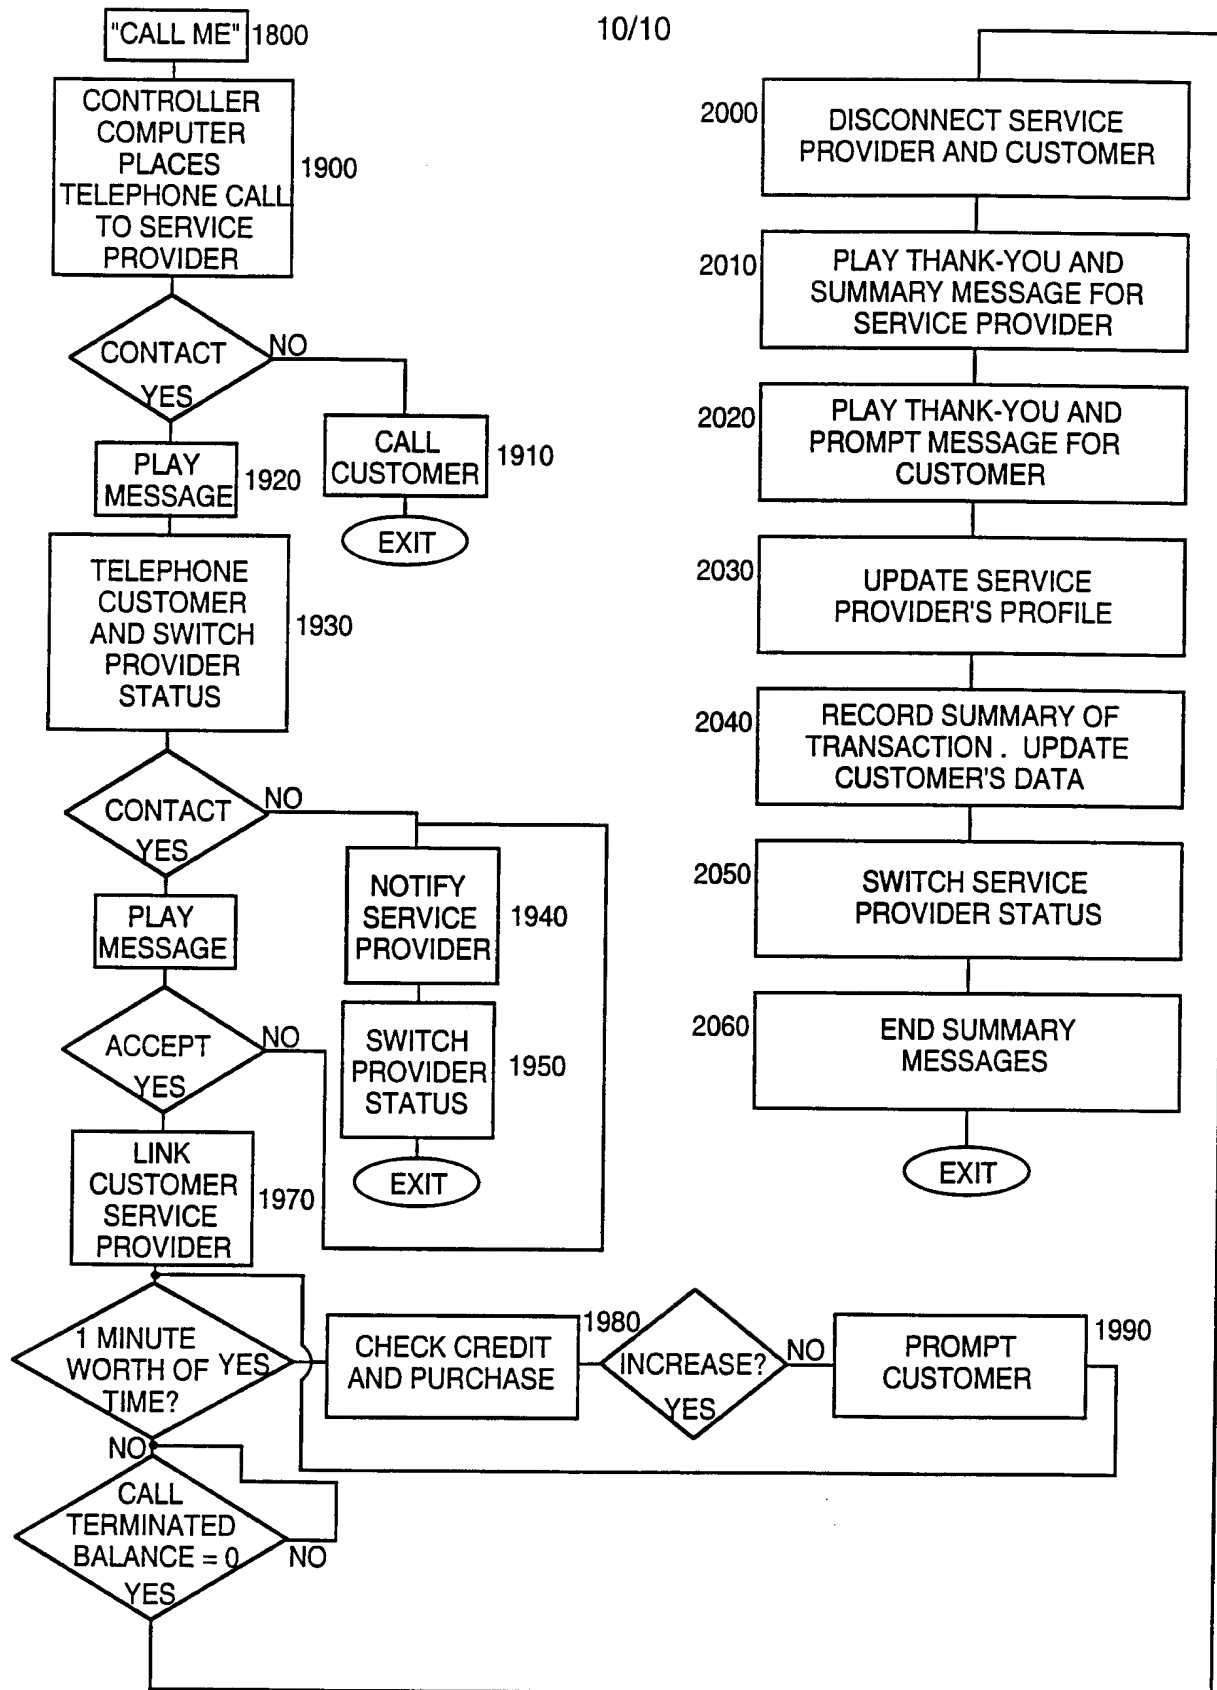 10/10
"CALL ME" 1800
CONTROLLER
COMPUTER
PLACES
TELEPHONE CALL
TO SERVICE
PROVIDER
1900
CONTACT
NO
YES
CALL
CUSTOMER
1910
EXIT
PLAY
MESSAGE
1920
TELEPHONE
CUSTOMER
AND SWITCH
PROVIDER
STATUS
1930
CONTACT
NO
YES
NOTIFY
SERVICE
PROVIDER
1940
SWITCH
PROVIDER
STATUS
1950
EXIT
PLAY
MESSAGE
ACCEPT
NO
YES
LINK
CUSTOMER
SERVICE
PROVIDER
1970
1 MINUTE
WORTH OF
TIME?
YES
NO
CHECK CREDIT
AND PURCHASE
1980
INCREASE?
NO
YES
PROMPT
CUSTOMER
1990
CALL
TERMINATED
BALANCE = 0
NO
YES
2000
DISCONNECT SERVICE
PROVIDER AND CUSTOMER
2010
PLAY THANK-YOU AND
SUMMARY MESSAGE FOR
SERVICE PROVIDER
2020
PLAY THANK-YOU AND
PROMPT MESSAGE FOR
CUSTOMER
2030
UPDATE SERVICE
PROVIDER'S PROFILE
2040
RECORD SUMMARY OF
TRANSACTION . UPDATE
CUSTOMER'S DATA
2050
SWITCH SERVICE
PROVIDER STATUS
2060
END SUMMARY
MESSAGES
EXIT